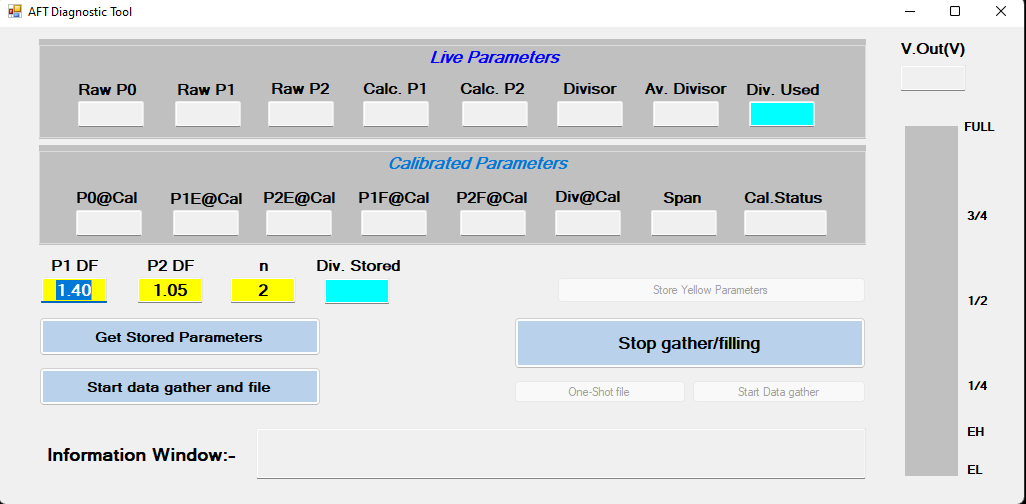 AFT Diagnostic Tool
Live Parameters
V.Out(V)
Raw P0 Raw P1 Raw P2 Calc. P1 Calc. P2 Divisor Av. Divisor Div. Used
FULL
Calibrated Parameters
P0@Cal P1E@Cal P2E@Cal P1F@Cal P2F@Cal Div@Cal Span Cal.Status
3/4
P1 DF P2 DF n Div. Stored
1.40 1.05 2
Store Yellow Parameters
1/2
Get Stored Parameters
Stop gather/filling
Start data gather and file
One-Shot file
Start Data gather
1/4
EH
Information Window:-
EL